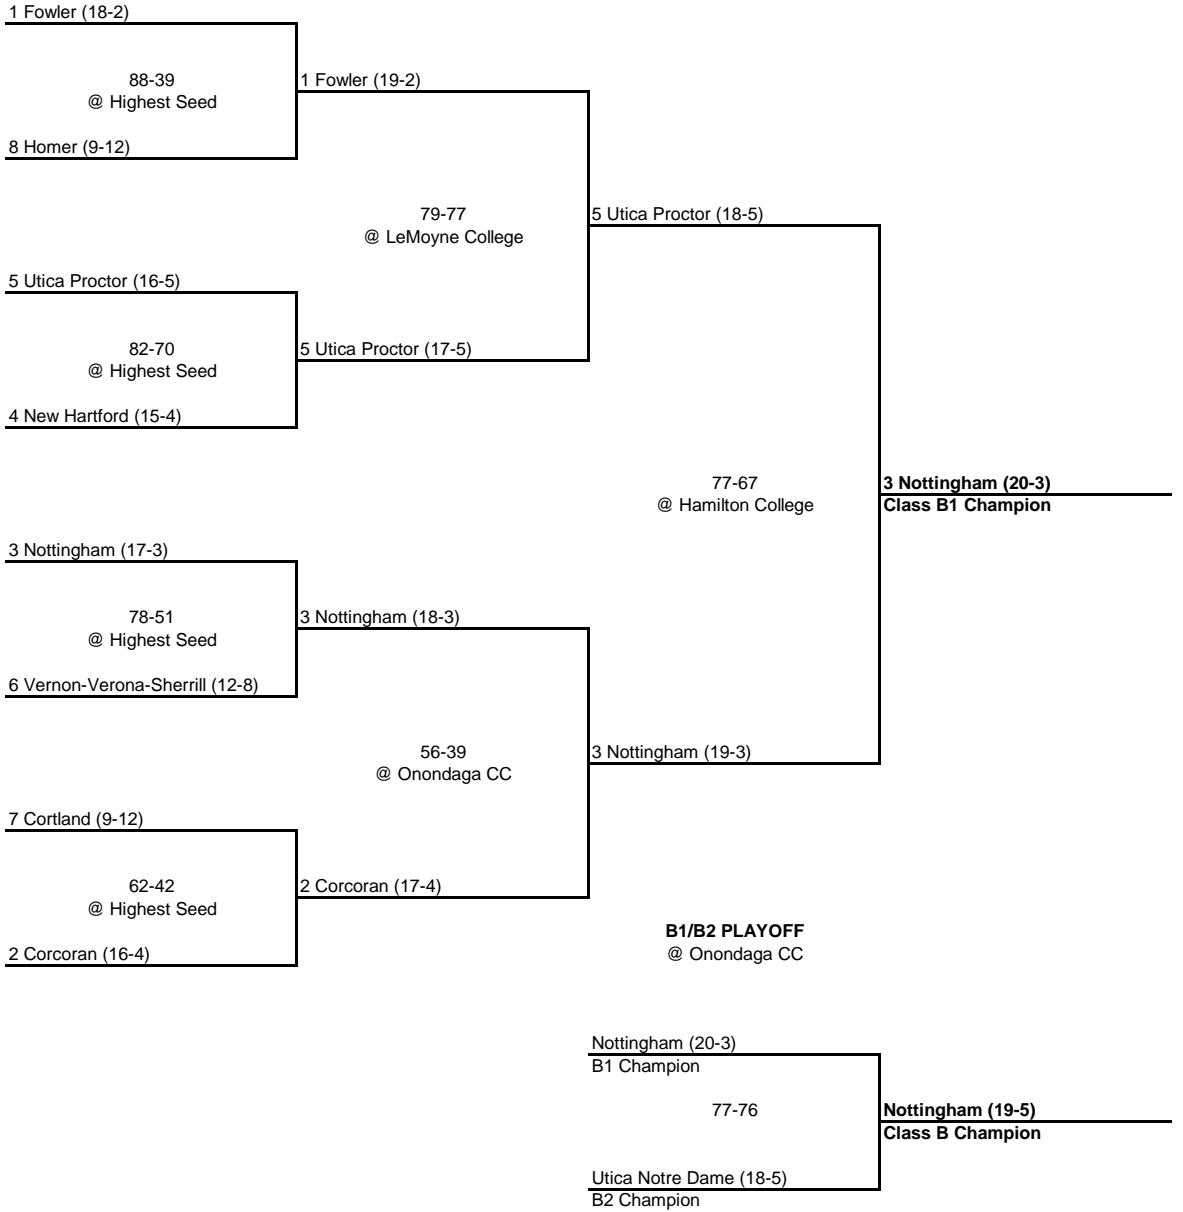 1 Fowler (18-2)
88-39
@ Highest Seed
1 Fowler (19-2)
8 Homer (9-12)
79-77
@ LeMoyne College
5 Utica Proctor (18-5)
5 Utica Proctor (16-5)
82-70
@ Highest Seed
5 Utica Proctor (17-5)
4 New Hartford (15-4)
77-67
@ Hamilton College
3 Nottingham (20-3)
Class B1 Champion
3 Nottingham (17-3)
78-51
@ Highest Seed
3 Nottingham (18-3)
6 Vernon-Verona-Sherrill (12-8)
56-39
@ Onondaga CC
3 Nottingham (19-3)
7 Cortland (9-12)
62-42
@ Highest Seed
2 Corcoran (17-4)
2 Corcoran (16-4)
B1/B2 PLAYOFF
@ Onondaga CC
Nottingham (20-3)
B1 Champion
77-76
Nottingham (19-5)
Class B Champion
Utica Notre Dame (18-5)
B2 Champion